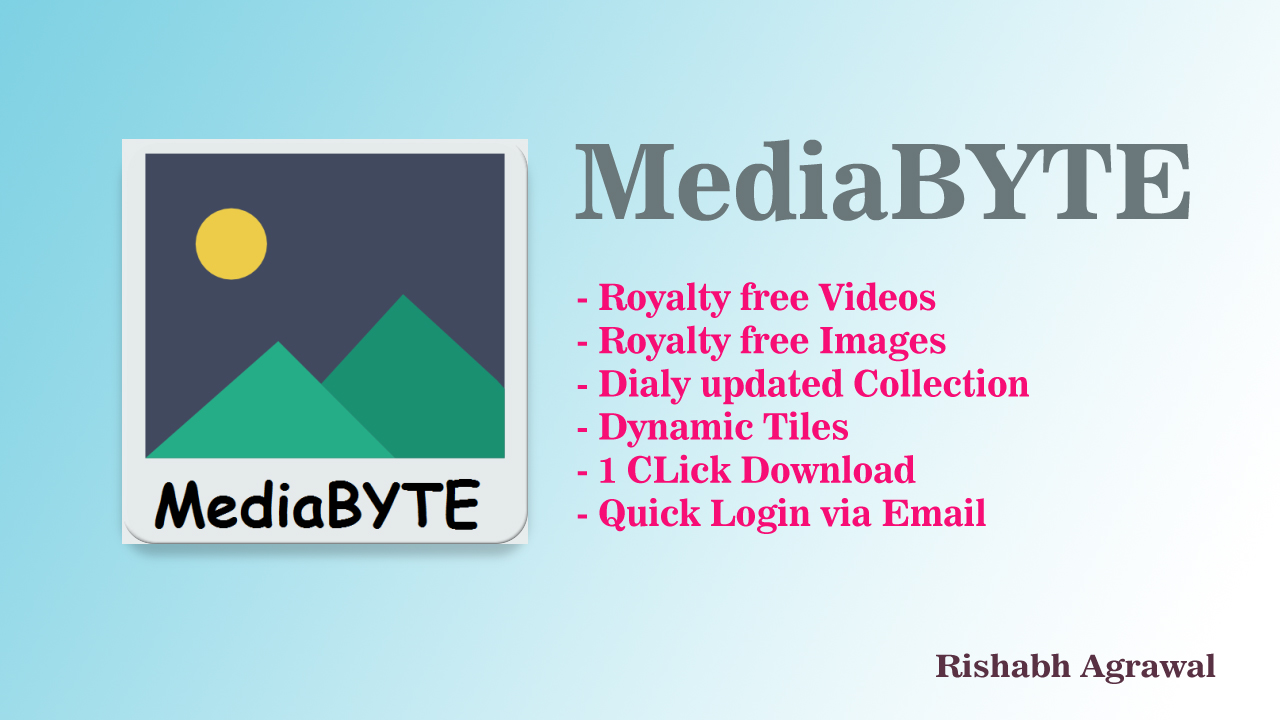 MediaBYTE
MediaBYTE
- Royalty free Videos
- Royalty free Images
- Dialy updated Collection
- Dynamic Tiles
- 1 CLick Download
- Quick Login via Email
Rishabh Agrawal